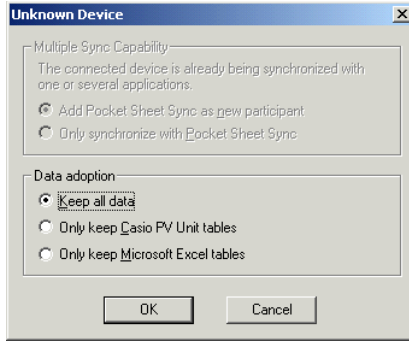 Unknown Device
Multiple Sync Capability
The connected device is already being synchronized with
one or several applications.
Add Pocket Sheet Sync as new participant
Only synchronize with Pocket Sheet Sync
Data adoption
Keep all data
Only keep Casio PV Unit tables
Only keep Microsoft Excel tables
OK Cancel